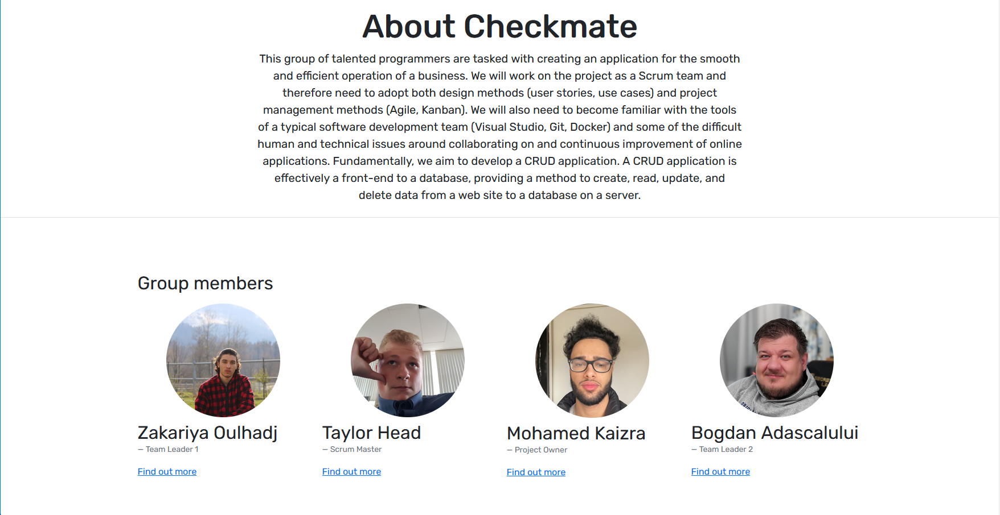 About Checkmate
This group of talented programmers are tasked with creating an application for the smooth
and efficient operation of a business. We will work on the project as a Scrum team and
therefore need to adopt both design methods (user stories, use cases) and project
management methods (Agile, Kanban). We will also need to become familiar with the tools
of a typical software development team (Visual Studio, Git, Docker) and some of the difficult
human and technical issues around collaborating on and continuous improvement of online
applications. Fundamentally, we aim to develop a CRUD application. A CRUD application is
effectively a front-end to a database, providing a method to create, read, update, and
delete data from a web site to a database on a server.
Group members
Zakariya Oulhadj
— Team Leader 1
Find out more
Taylor Head
— Scrum Master
Find out more
Mohamed Kaizra
— Project Owner
Find out more
Bogdan Adascalului
— Team Leader 2
Find out more